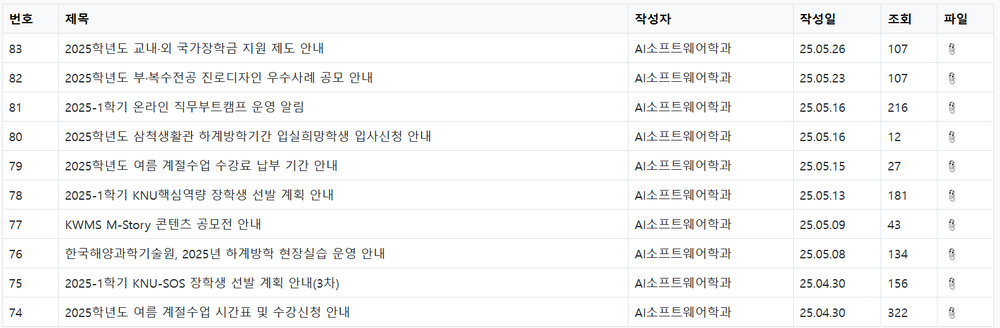 번호 제목 작성자 작성일 조회 파일
83 2025학년도 교내·외 국가장학금 지원 제도 안내 AI소프트웨어학과 25.05.26 107
82 2025학년도 부·복수전공 진로디자인 우수사례 공모 안내 AI소프트웨어학과 25.05.23 107
81 2025-1학기 온라인 직무부트캠프 운영 알림 AI소프트웨어학과 25.05.16 216
80 2025학년도 삼척생활관 하계방학기간 입실희망학생 입사신청 안내 AI소프트웨어학과 25.05.16 12
79 2025학년도 여름 계절수업 수강료 납부 기간 안내 AI소프트웨어학과 25.05.15 27
78 2025-1학기 KNU핵심역량 장학생 선발 계획 안내 AI소프트웨어학과 25.05.13 181
77 KWMS M-Story 콘텐츠 공모전 안내 AI소프트웨어학과 25.05.09 43
76 한국해양과학기술원, 2025년 하계방학 현장실습 운영 안내 AI소프트웨어학과 25.05.08 134
75 2025-1학기 KNU-SOS 장학생 선발 계획 안내(3차) AI소프트웨어학과 25.04.30 156
74 2025학년도 여름 계절수업 시간표 및 수강신청 안내 AI소프트웨어학과 25.04.30 322